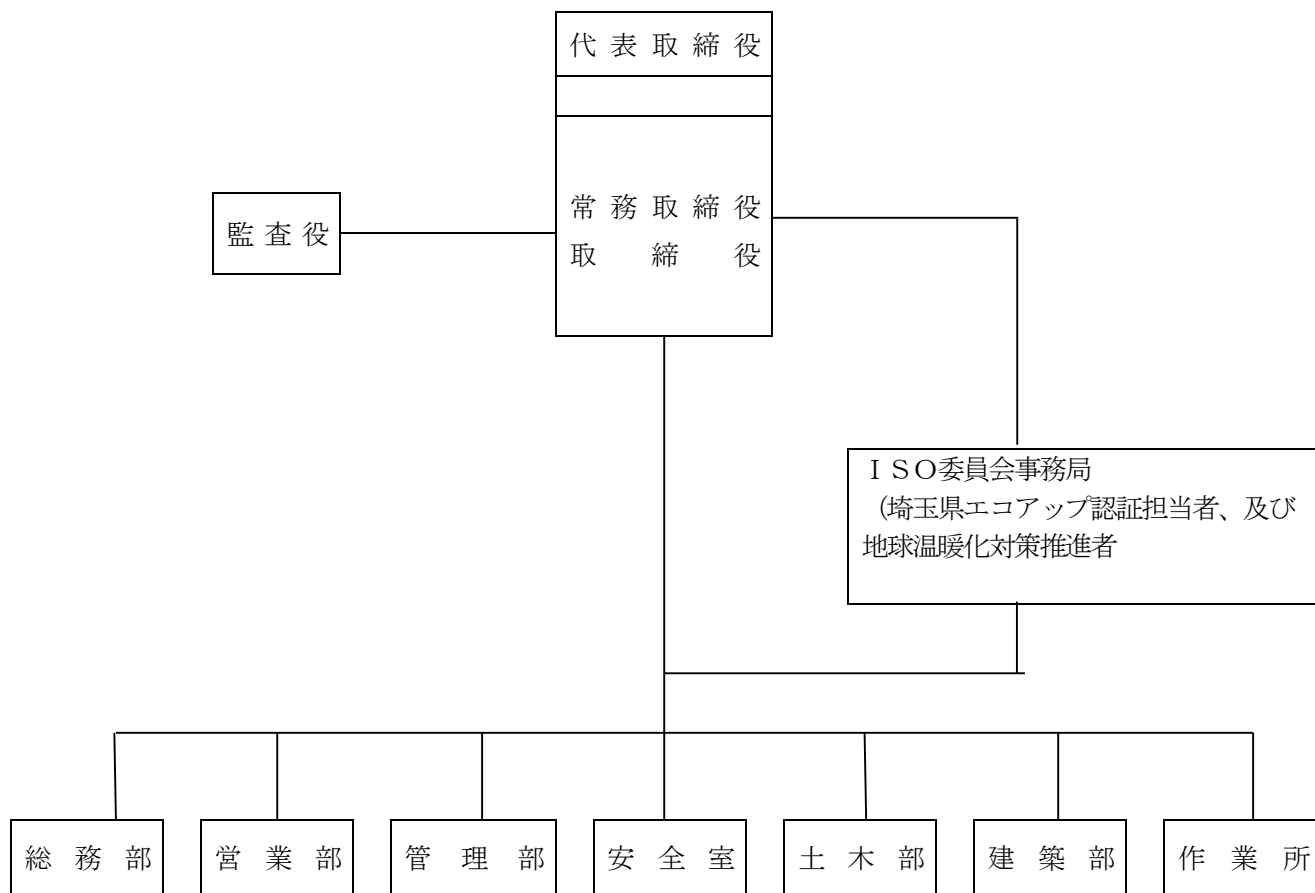 代表取締役
監査役
常務取締役
取締役
ＩＳＯ委員会事務局
（埼玉県エコアップ認証担当者、及び
地球温暖化対策推進者
総務部
営業部
管理部
安全室
土木部
建築部
作業所